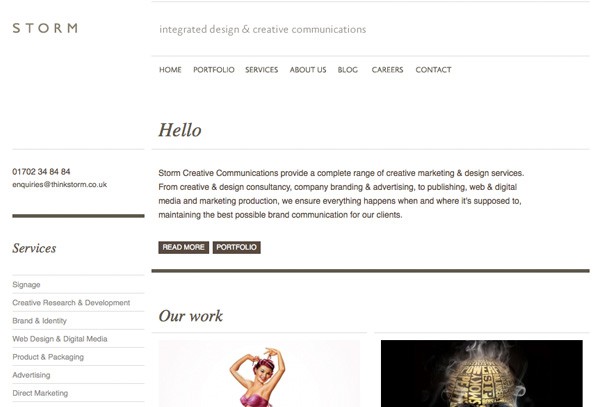 STORM
integrated design & creative communications
HOME PORTFOLIO SERVICES ABOUT US BLOG CAREERS CONTACT
Hello
01702 34 84 84
enquiries@thinkstorm.co.uk
Storm Creative Communications provide a complete range of creative marketing & design services.
From creative & design consultancy, company branding & advertising, to publishing, web & digital
media and marketing production, we ensure everything happens when and where it's supposed to,
maintaining the best possible brand communication for our clients.
READ MORE PORTFOLIO
Services
Signage
Creative Research & Development
Brand & Identity
Web Design & Digital Media
Product & Packaging
Advertising
Direct Marketing
Our work
POWER